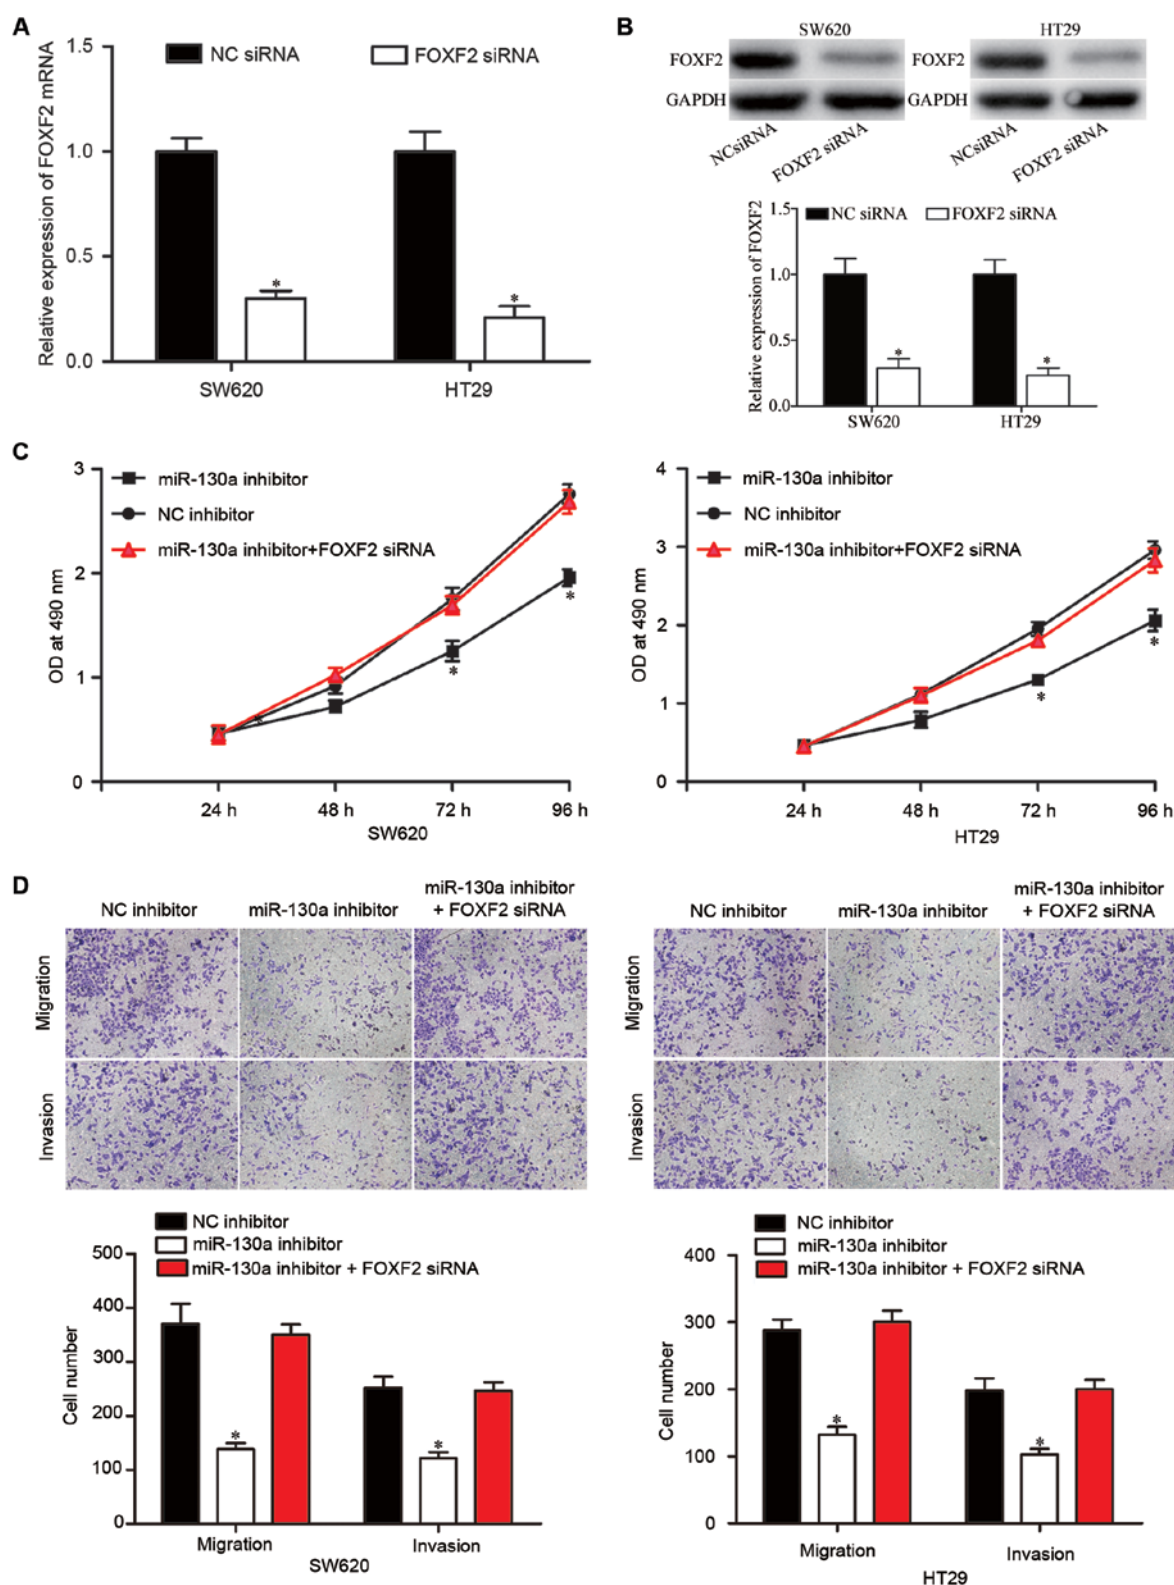 A
Relative expression of FOXF2 mRNA
1.5
1.0
0.5
0.0
NC siRNA
FOXF2 siRNA
*
*
SW620
HT29
B
SW620
HT29
FOXF2
FOXF2
GAPDH
GAPDH
NCsiRNA
FOXF2 siRNA
NCsiRNA
FOXF2 siRNA
Relative expression of FOXF2
1.5
1.0
0.5
0.0
NC siRNA
FOXF2 siRNA
*
*
SW620
HT29
C
OD at 490 nm
3
2
1
0
miR-130a inhibitor
NC inhibitor
miR-130a inhibitor+FOXF2 siRNA
*
*
24 h
48 h
72 h
96 h
SW620
OD at 490 nm
4
3
2
1
0
miR-130a inhibitor
NC inhibitor
miR-130a inhibitor+FOXF2 siRNA
*
*
24 h
48 h
72 h
96 h
HT29
D
NC inhibitor
miR-130a inhibitor
miR-130a inhibitor
+ FOXF2 siRNA
Migration
Invasion
NC inhibitor
miR-130a inhibitor
miR-130a inhibitor
+ FOXF2 siRNA
Migration
Invasion
NC inhibitor
miR-130a inhibitor
miR-130a inhibitor + FOXF2 siRNA
Cell number
500
400
300
200
100
0
*
*
Migration
Invasion
SW620
NC inhibitor
miR-130a inhibitor
miR-130a inhibitor + FOXF2 siRNA
Cell number
400
300
200
100
0
*
*
Migration
Invasion
HT29